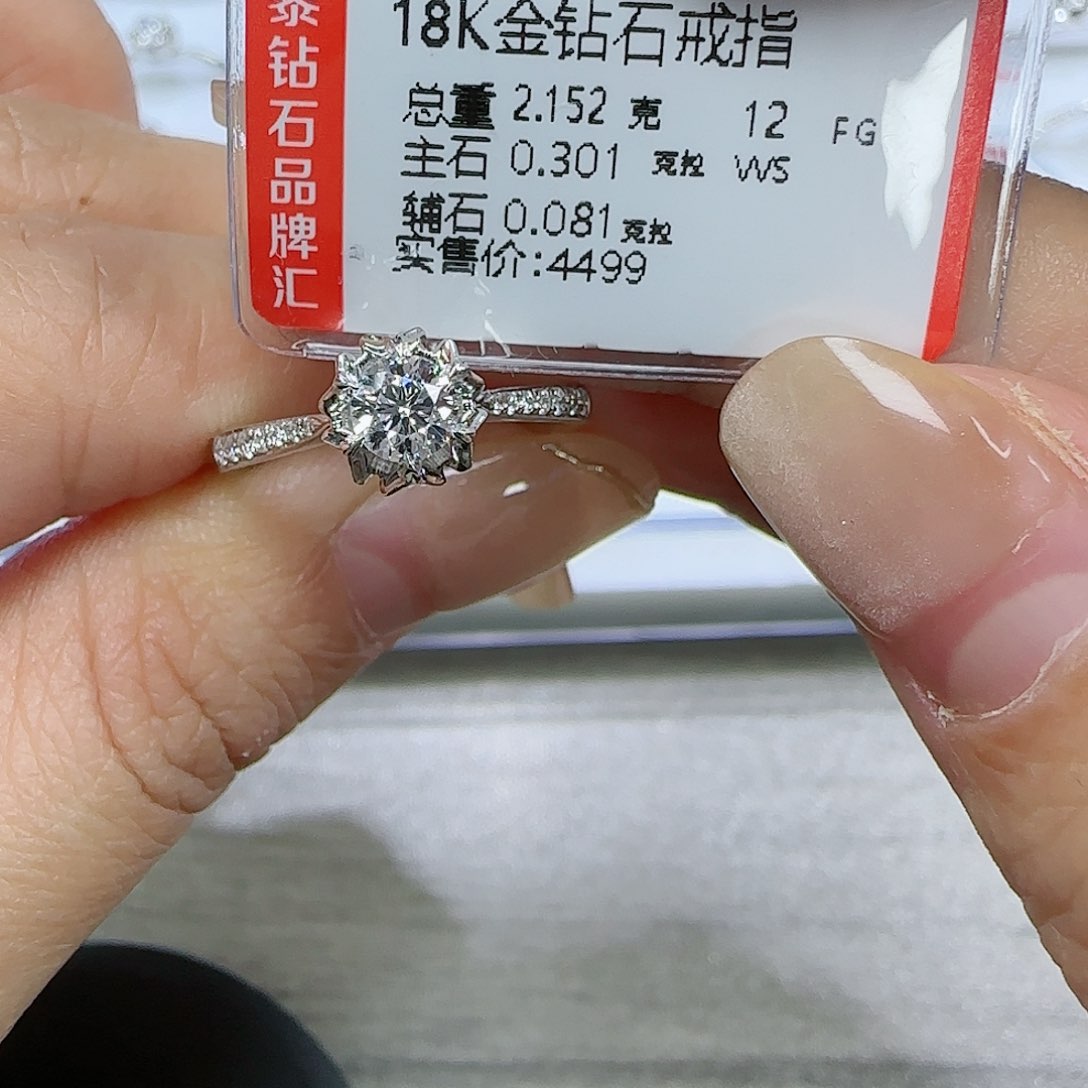 泰钻石品牌汇
18K金钻石戒指
总重 2.152 克 12 FG
主石 0.301 克拉 VVS
辅石 0.081 克拉
实售价:4499